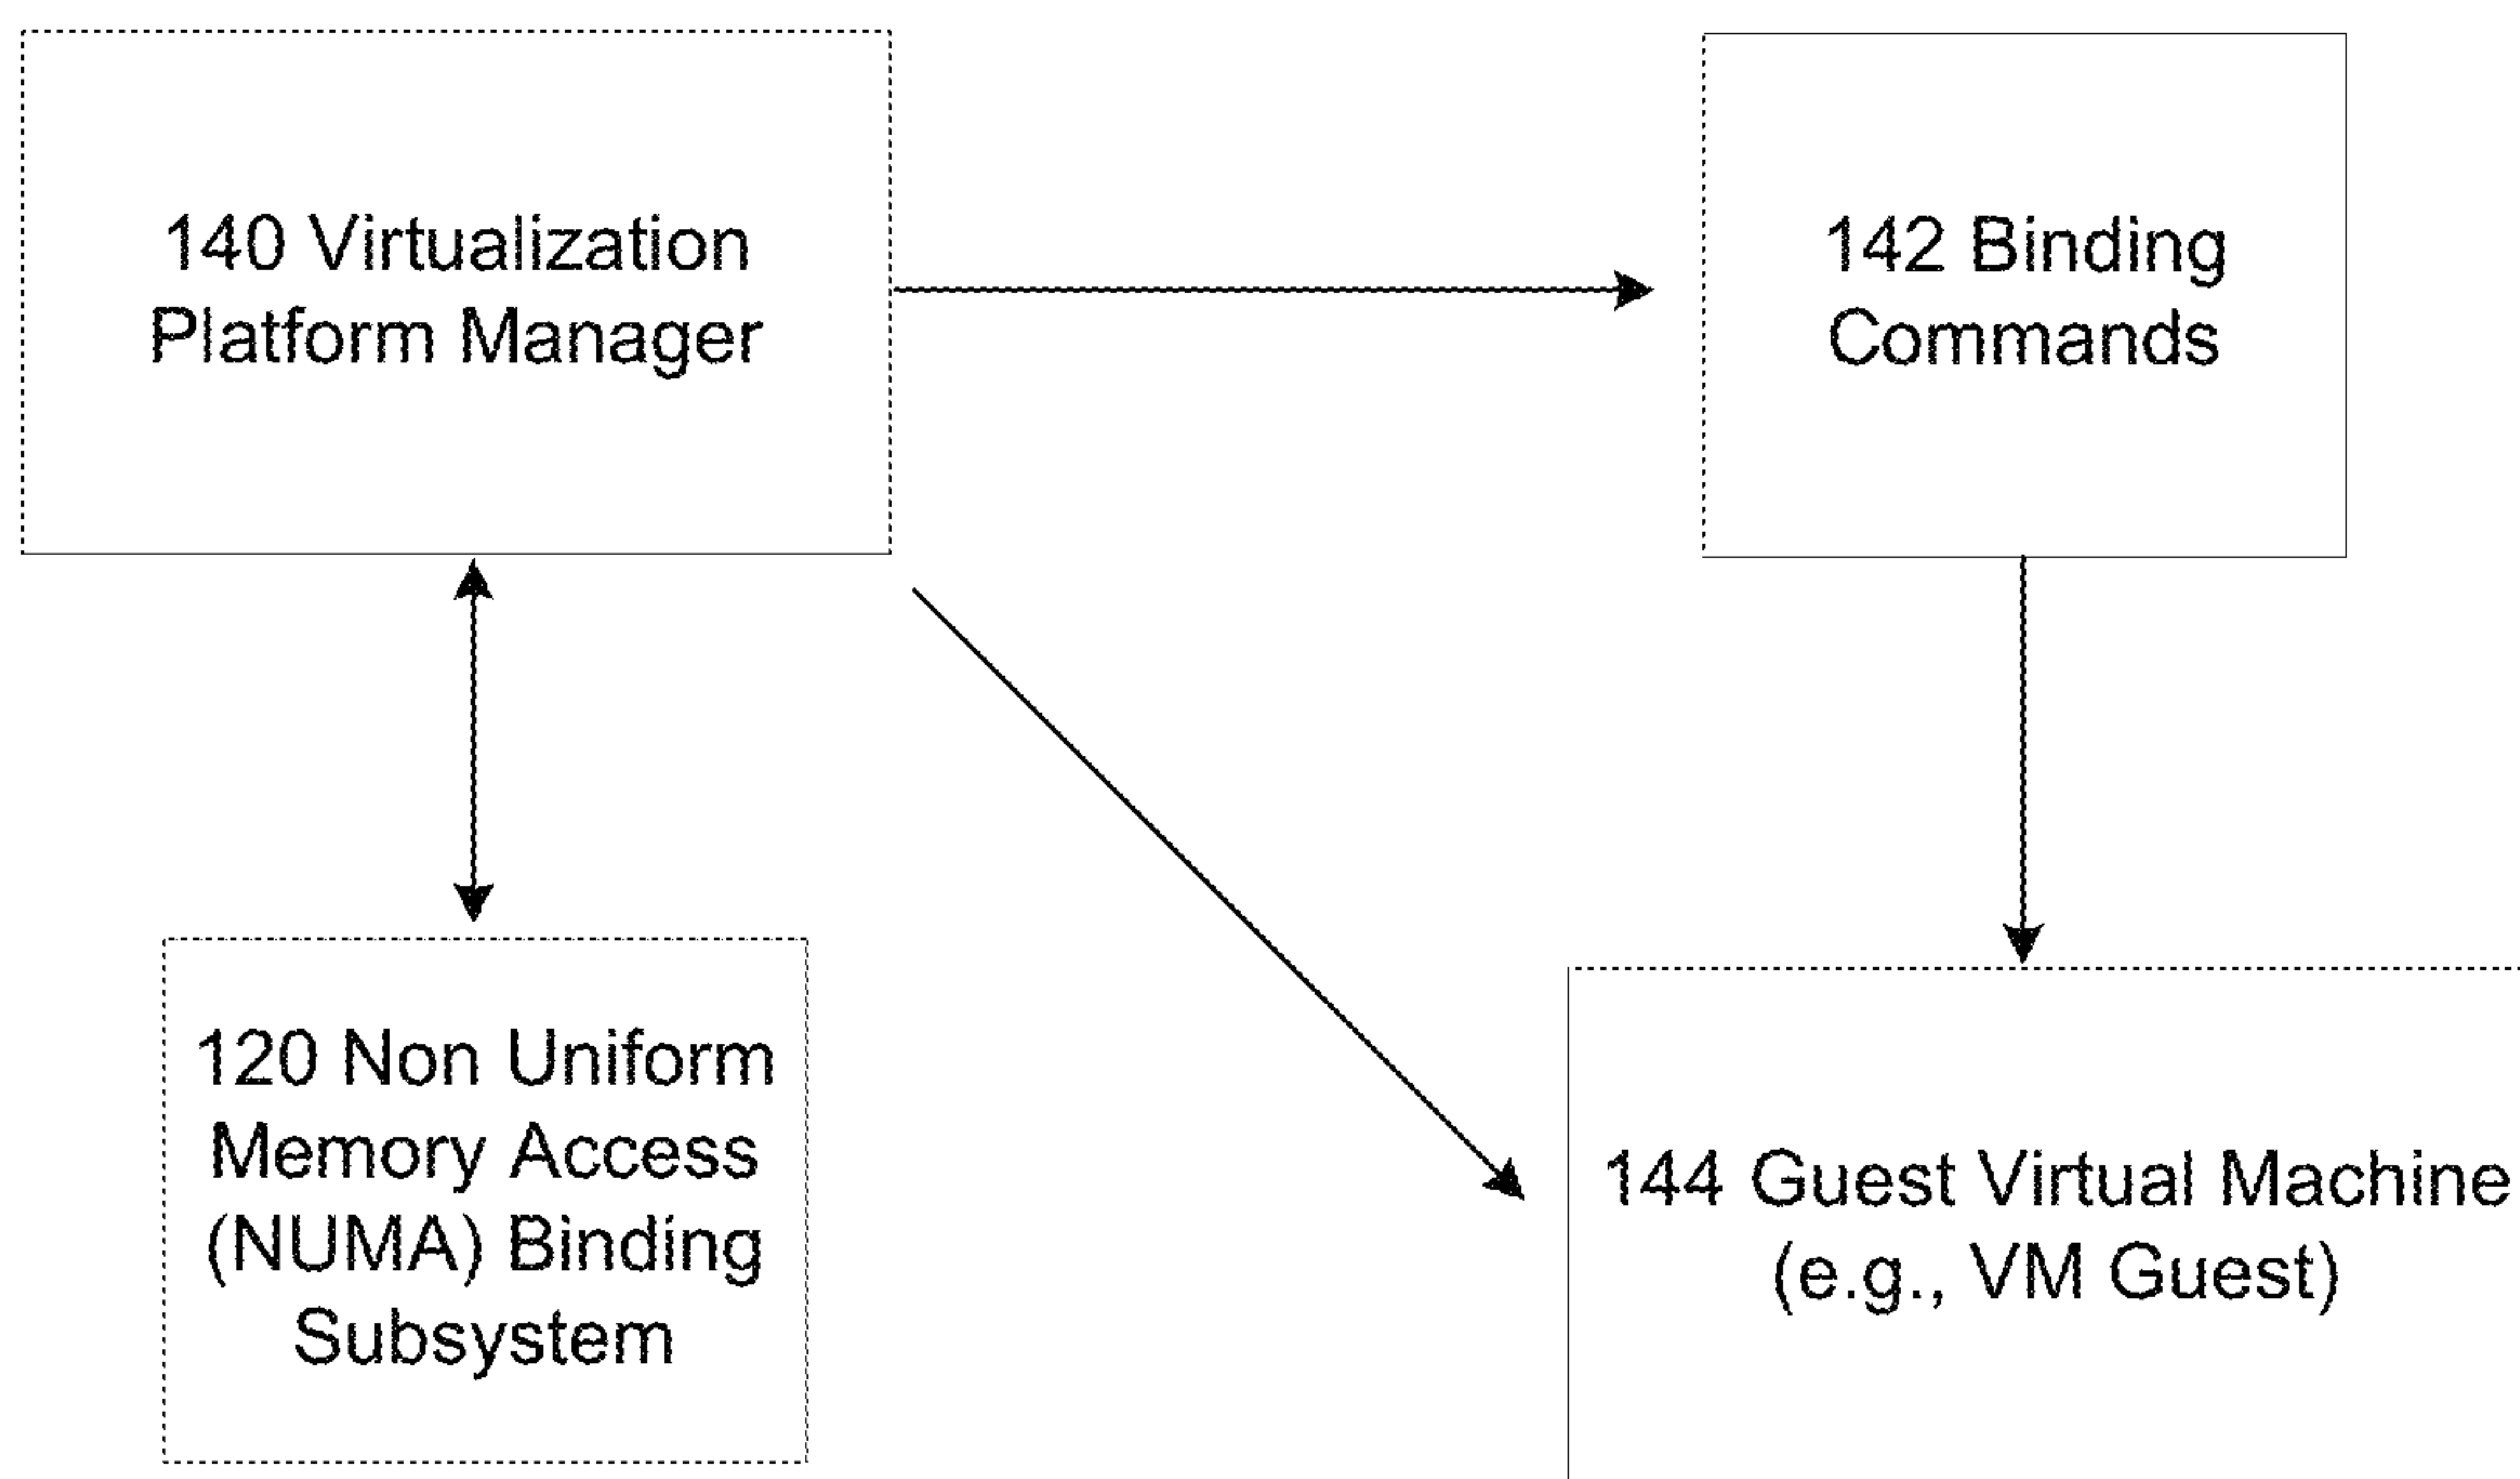 140 Virtualization
Platform Manager
142 Binding
Commands
120 Non Uniform
Memory Access
(NUMA) Binding
Subsystem
144 Guest Virtual Machine
(e.g., VM Guest)